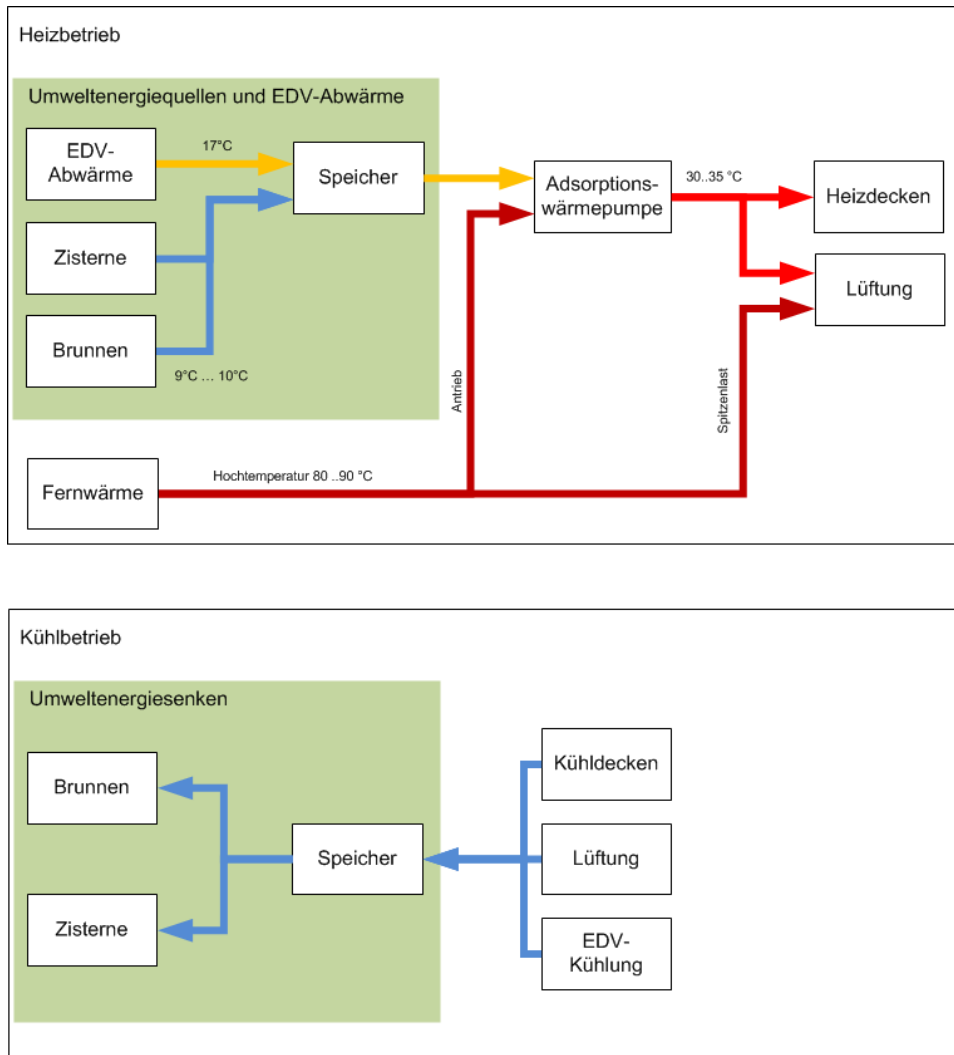 Heizbetrieb
Umweltenergiequellen und EDV-Abwärme
EDV-
Abwärme
17°C
Speicher
Zisterne
Brunnen
9°C ... 10°C
Adsorptions-
wärmepumpe
30..35 °C
Heizdecken
Lüftung
Antrieb
Spitzenlast
Fernwärme
Hochtemperatur 80 ..90 °C
Kühlbetrieb
Umweltenergiesenken
Brunnen
Zisterne
Speicher
Kühldecken
Lüftung
EDV-
Kühlung